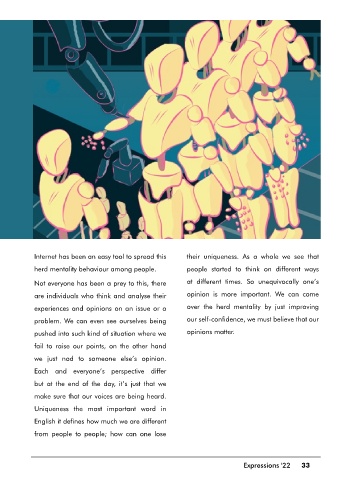 Internet has been an easy tool to spread this
herd mentality behaviour among people.
Not everyone has been a prey to this, there
are individuals who think and analyse their
experiences and opinions on an issue or a
problem. We can even see ourselves being
pushed into such kind of situation where we
fail to raise our points, on the other hand
we just nod to someone else's opinion.
Each and everyone's perspective differ
but at the end of the day, it's just that we
make sure that our voices are being heard.
Uniqueness the most important word in
English it defines how much we are different
from people to people; how can one lose
their uniqueness. As a whole we see that
people started to think on different ways
at different times. So unequivocally one's
opinion is more important. We can come
over the herd mentality by just improving
our self-confidence, we must believe that our
opinions matter.
Expressions '22 33